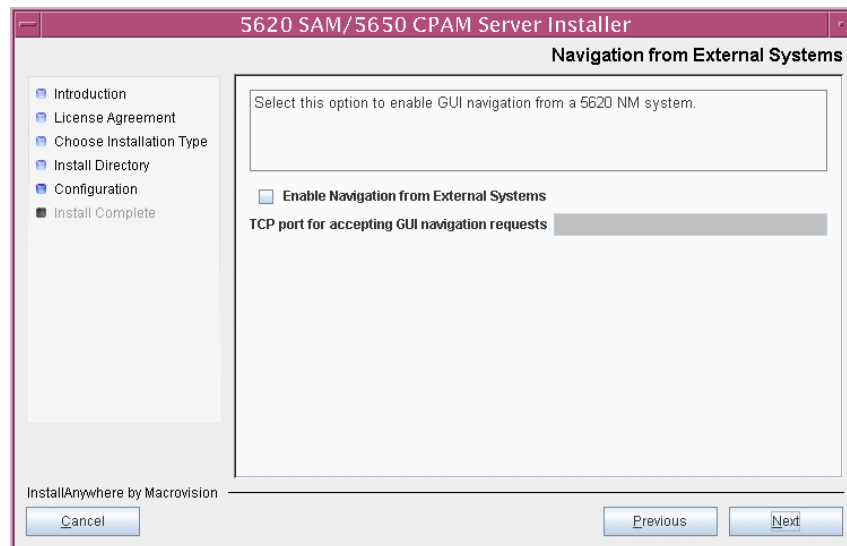 5620 SAM/5650 CPAM Server Installer
Navigation from External Systems
Introduction
License Agreement
Choose Installation Type
Install Directory
Configuration
Install Complete
Select this option to enable GUI navigation from a 5620 NM system.
Enable Navigation from External Systems
TCP port for accepting GUI navigation requests
InstallAnywhere by Macrovision
Cancel
Previous
Next